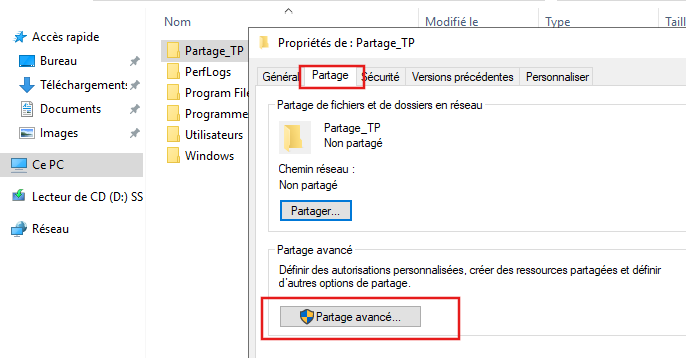 Nom
Modifié le
Type
Taill
Accès rapide
Bureau
Téléchargements
Documents
Images
Ce PC
Lecteur de CD (D:) SS
Réseau
Partage_TP
PerfLogs
Program File
Programme
Utilisateurs
Windows
Propriétés de : Partage_TP
Général
Partage
Sécurité
Versions précédentes
Personnaliser
Partage de fichiers et de dossiers en réseau
Partage_TP
Non partagé
Chemin réseau :
Non partagé
Partager...
Partage avancé
Définir des autorisations personnalisées, créer des ressources partagées et définir
d'autres options de partage.
Partage avancé...